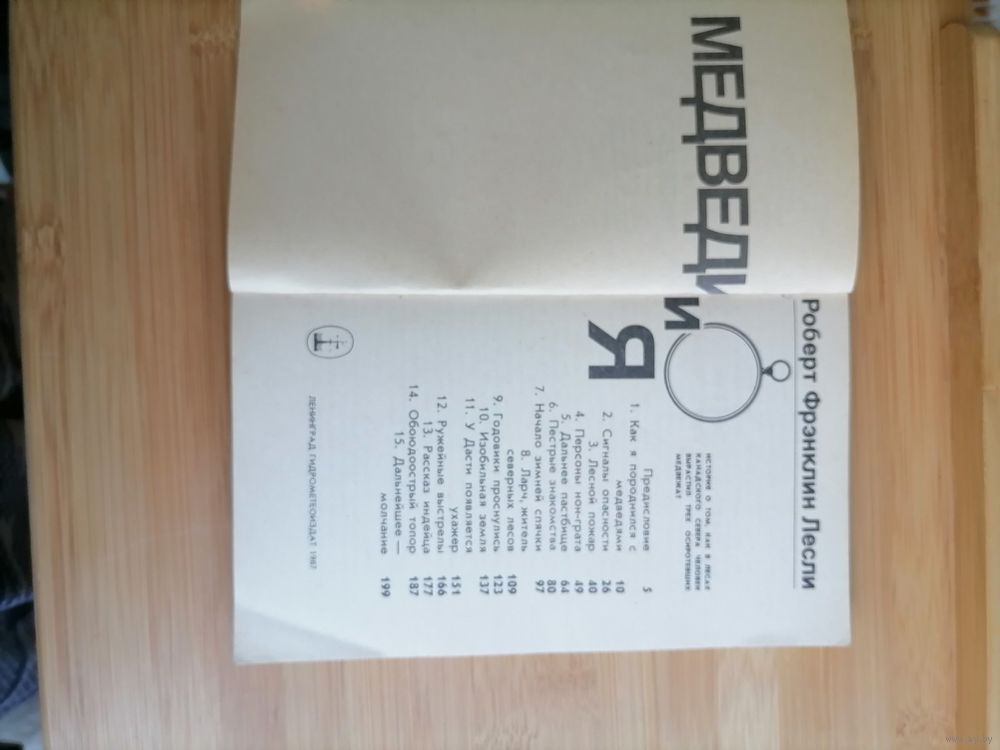 Роберт Фрэнклин Лесли
МЕДВЕДИ
И
Я
ИСТОРИЯ О ТОМ, КАК В ЛЕСАХ
КАНАДСКОГО СЕВЕРА ЧЕЛОВЕК
ВЫРАСТИЛ ТРЕХ ОСИРОТЕВШИХ
МЕДВЕЖАТ
Предисловие 5
1. Как я породнился с
медведями 10
2. Сигналы опасности 26
3. Лесной пожар 40
4. Персоны нон-грата 49
5. Дальнее пастбище 64
6. Пестрые знакомства 80
7. Начало зимней спячки 97
8. Ларч, житель
северных лесов 109
9. Годовики проснулись 123
10. Изобильная земля 137
11. У Дасти появляется
ухажер 151
12. Ружейные выстрелы 166
13. Рассказ индейца 177
14. Обоюдоострый топор 187
15. Дальнейшее —
молчание 199
ЛЕНИНГРАД ГИДРОМЕТЕОИЗДАТ 1987